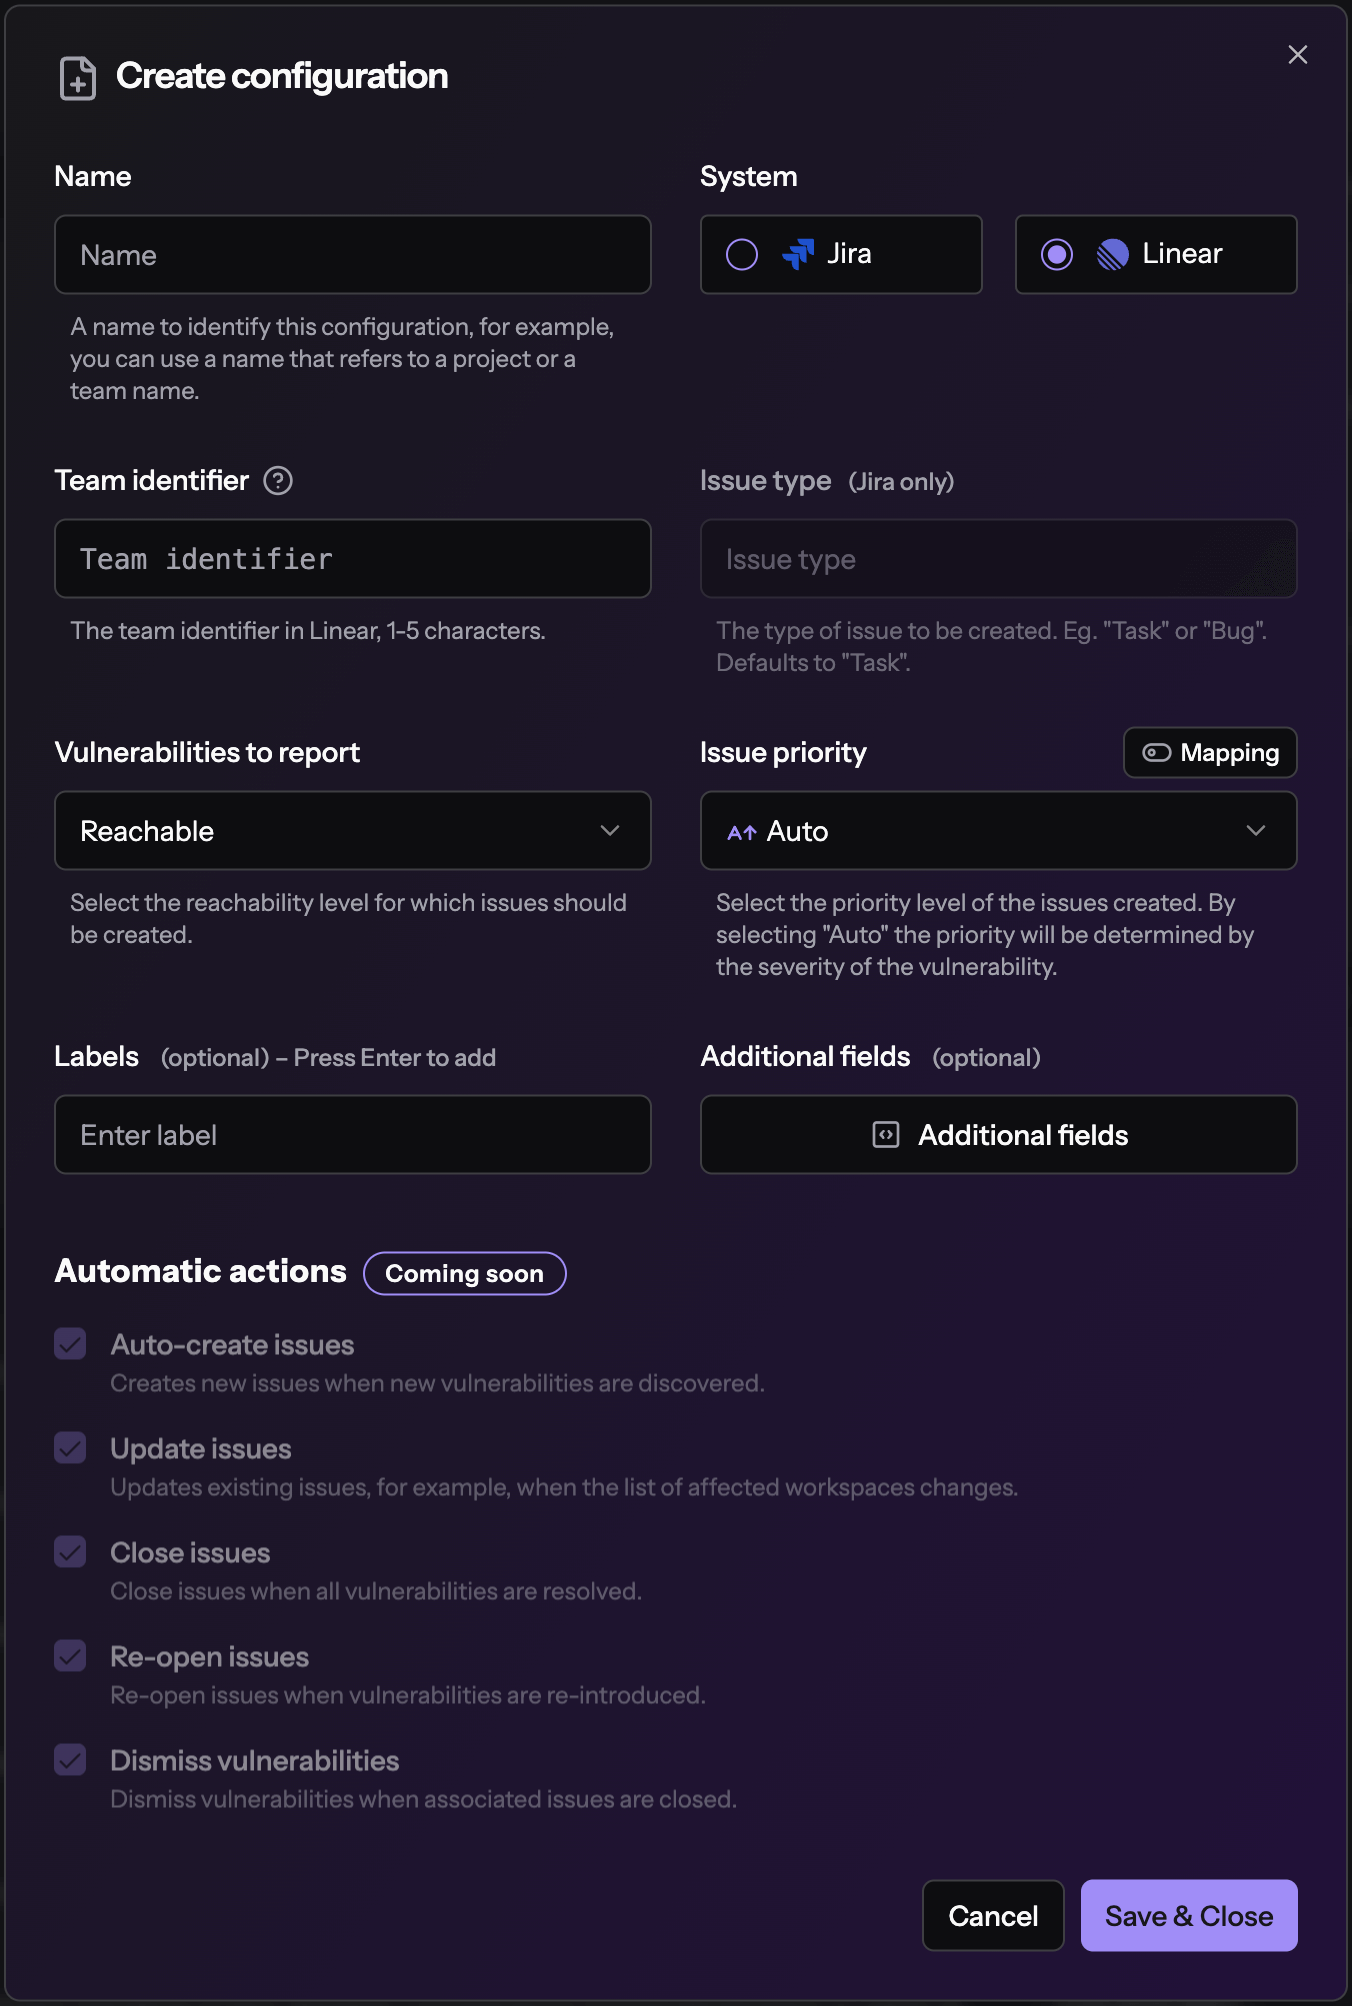 Create configuration
Name
System
Name
Jira
Linear
A name to identify this configuration, for example,
you can use a name that refers to a project or a
team name.
Team identifier
Issue type (Jira only)
Team identifier
Issue type
The team identifier in Linear, 1-5 characters.
The type of issue to be created. Eg. "Task" or "Bug".
Defaults to "Task".
Vulnerabilities to report
Issue priority
Mapping
Reachable
Auto
Select the reachability level for which issues should
be created.
Select the priority level of the issues created. By
selecting "Auto" the priority will be determined by
the severity of the vulnerability.
Labels (optional) – Press Enter to add
Additional fields (optional)
Enter label
Additional fields
Automatic actions
Coming soon
Auto-create issues
Creates new issues when new vulnerabilities are discovered.
Update issues
Updates existing issues, for example, when the list of affected workspaces changes.
Close issues
Close issues when all vulnerabilities are resolved.
Re-open issues
Re-open issues when vulnerabilities are re-introduced.
Dismiss vulnerabilities
Dismiss vulnerabilities when associated issues are closed.
Cancel
Save & Close